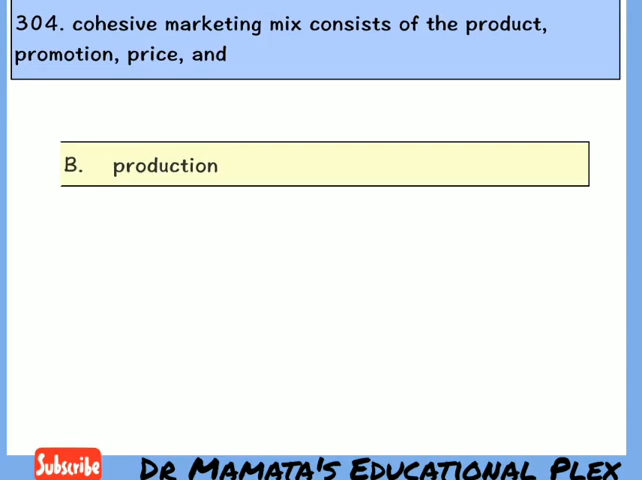 304. cohesive marketing mix consists of the product,
promotion, price, and
B. production
Subscribe
DR MAMATA'S EDUCATIONAL PLEX